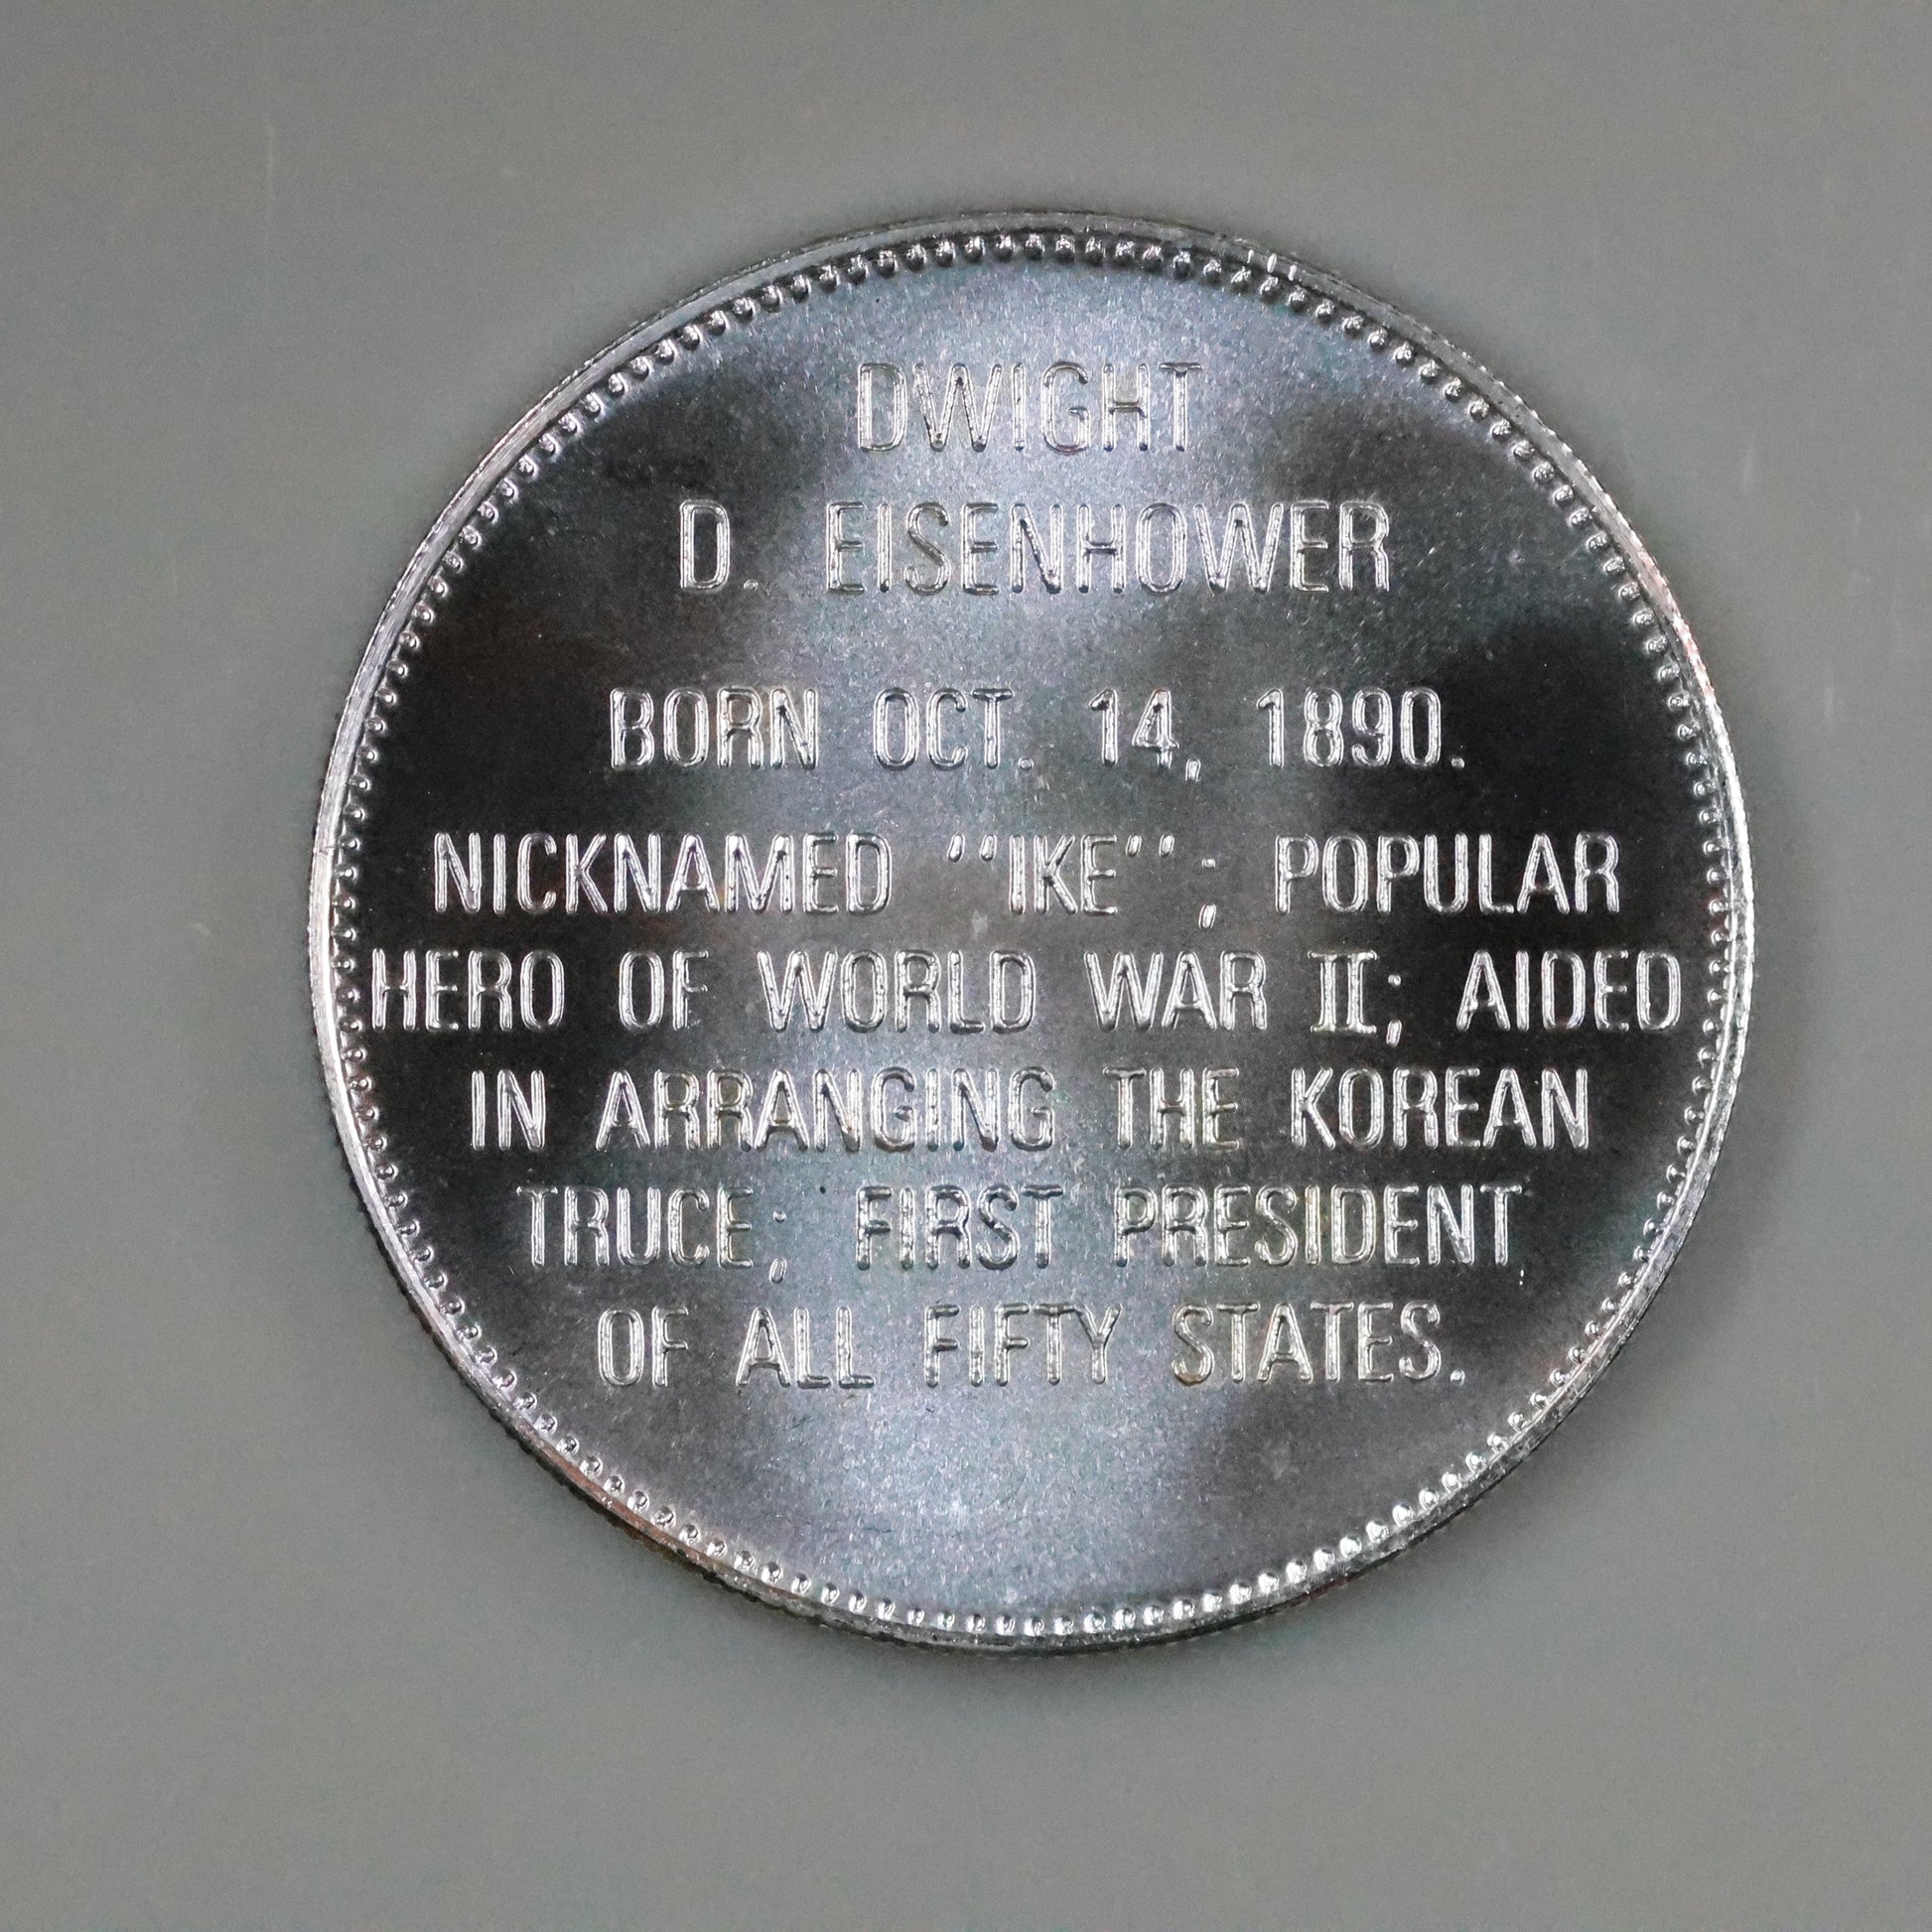 DWIGHT
D. EISENHOWER
BORN OCT. 14, 1890.
NICKNAMED "IKE"; POPULAR
HERO OF WORLD WAR II; AIDED
IN ARRANGING THE KOREAN
TRUCE; FIRST PRESIDENT
OF ALL FIFTY STATES.